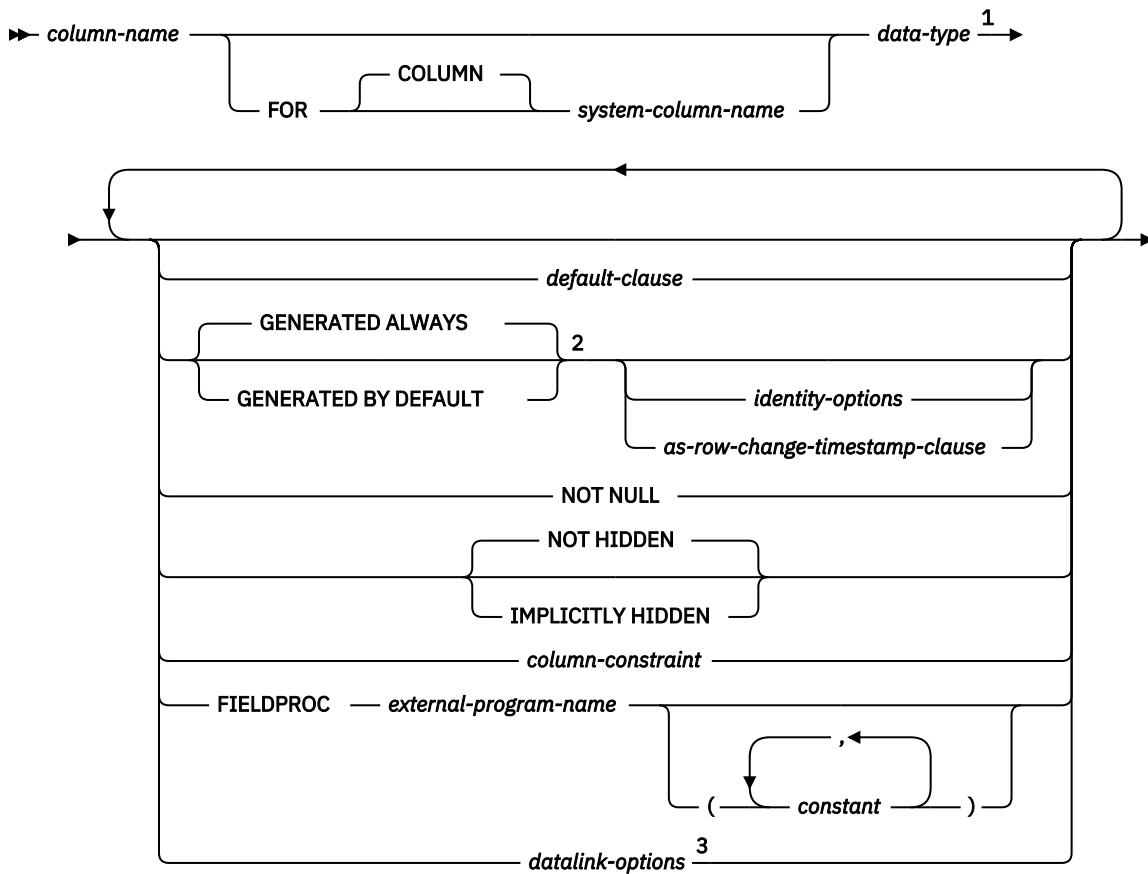 column-name data-type 1
COLUMN
FOR system-column-name
default-clause
GENERATED ALWAYS
2
GENERATED BY DEFAULT identity-options
as-row-change-timestamp-clause
NOT NULL
NOT HIDDEN
IMPLICITLY HIDDEN
column-constraint
FIELDPROC external-program-name
,
( constant )
datalink-options 3